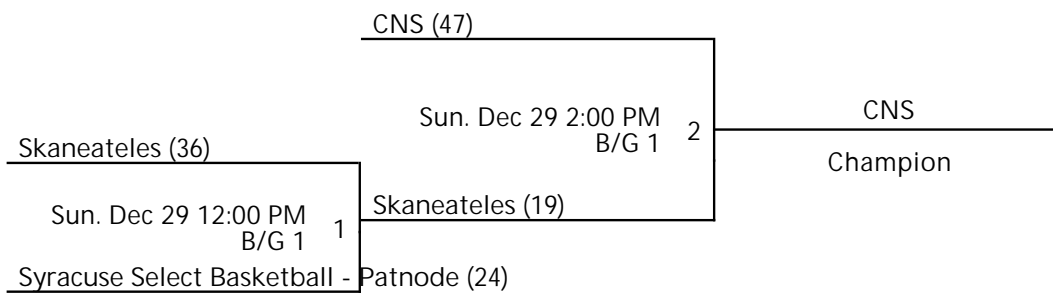 CNS (47)
Sun. Dec 29 2:00 PM
B/G 1
2
CNS
Champion
Skaneateles (36)
Sun. Dec 29 12:00 PM
B/G 1
1
Skaneateles (19)
Syracuse Select Basketball - Patnode (24)